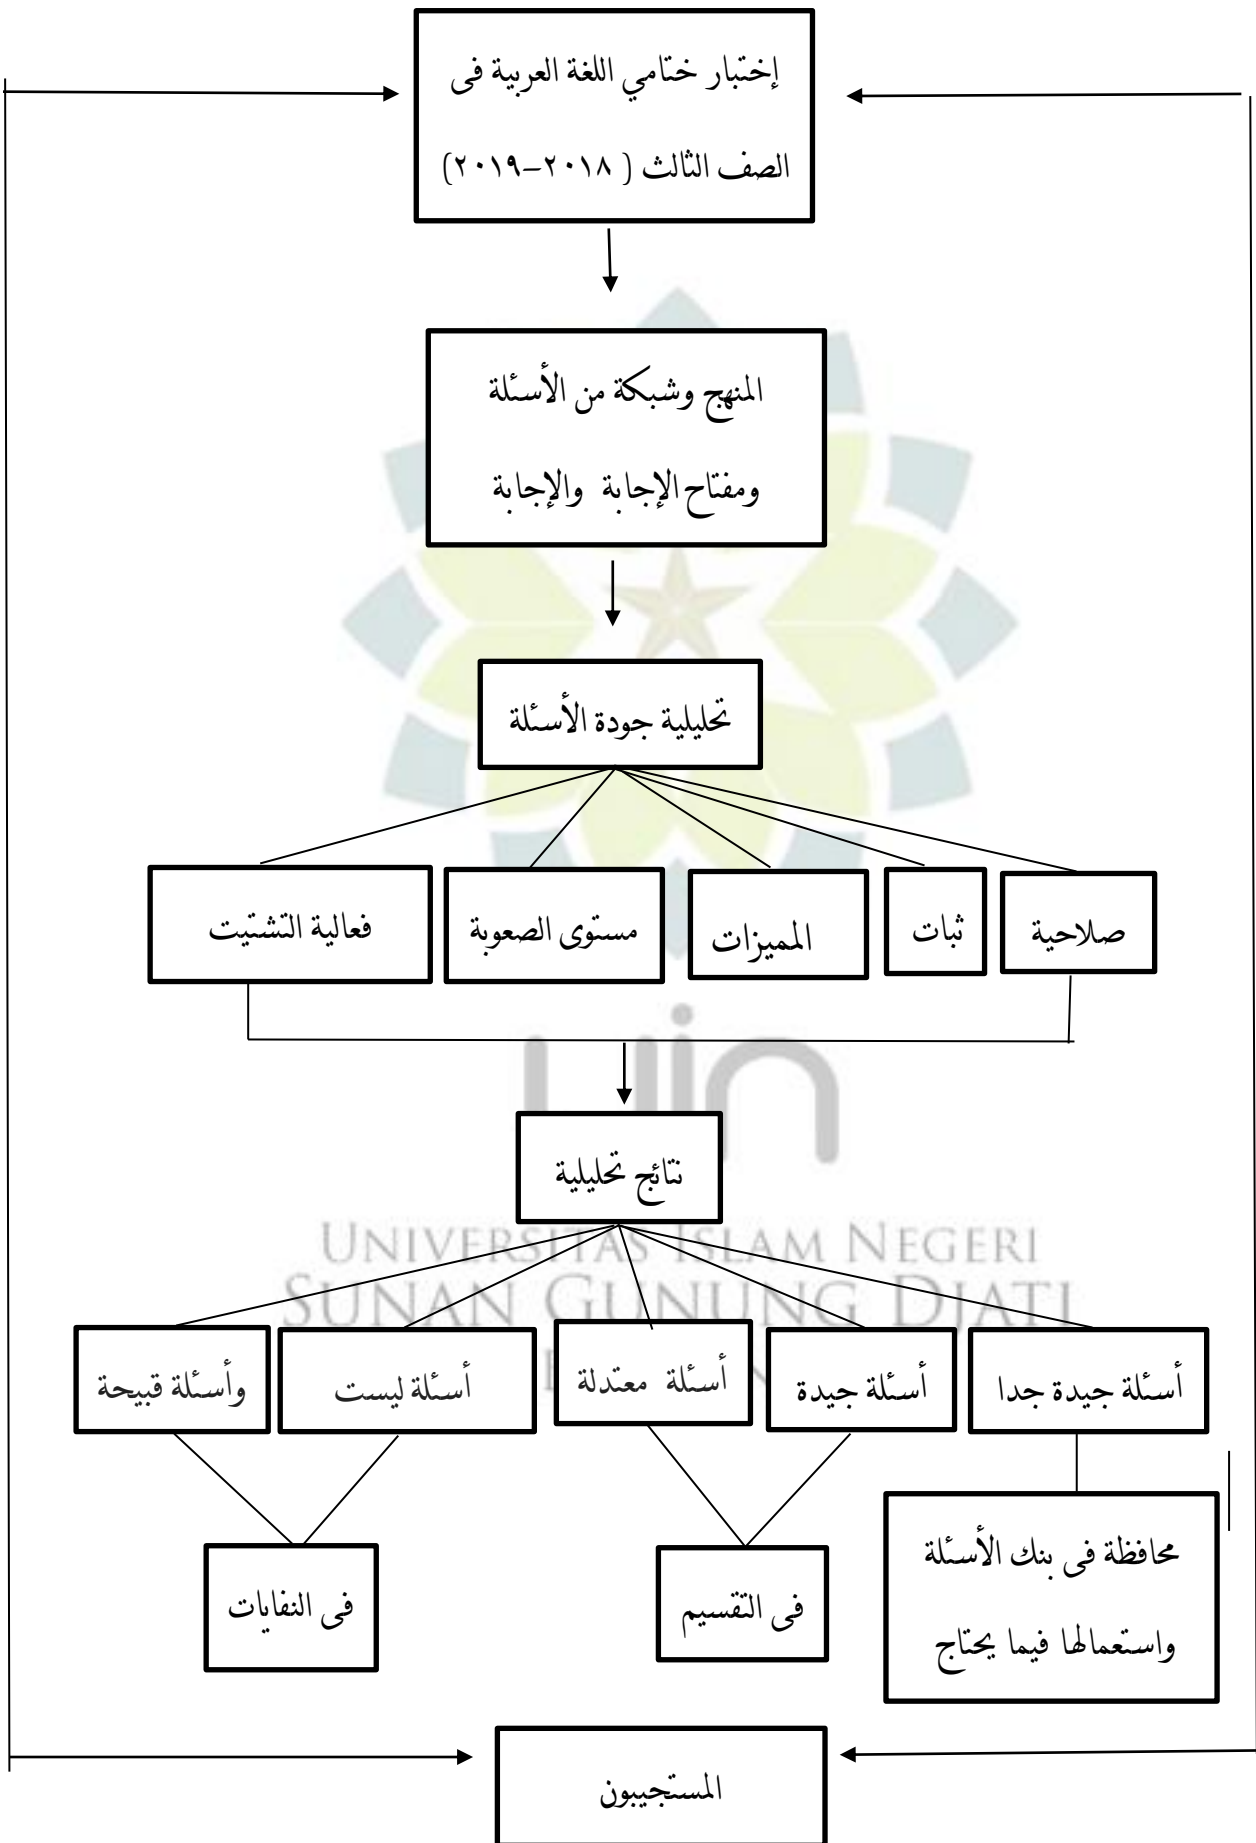 إختبار ختامي اللغة العربية فى
الصف الثالث ( ٢٠١٨–٢٠١٩)
المنهج وشبكة من الأسئلة
ومفتاح الإجابة والإجابة
تحليلية جودة الأسئلة
صلاحية
ثبات
المميزات
مستوى الصعوبة
فعالية التشتيت
uin
نتائج تحليلية
UNIVERSITAS ISLAM NEGERI
SUNAN GUNUNG DJATI
أسئلة جيدة جدا
أسئلة جيدة
أسئلة معتدلة
أسئلة ليست
وأسئلة قبيحة
محافظة فى بنك الأسئلة
واستعمالها فيما يحتاج
فى التقسيم
فى النفايات
المستجيبون